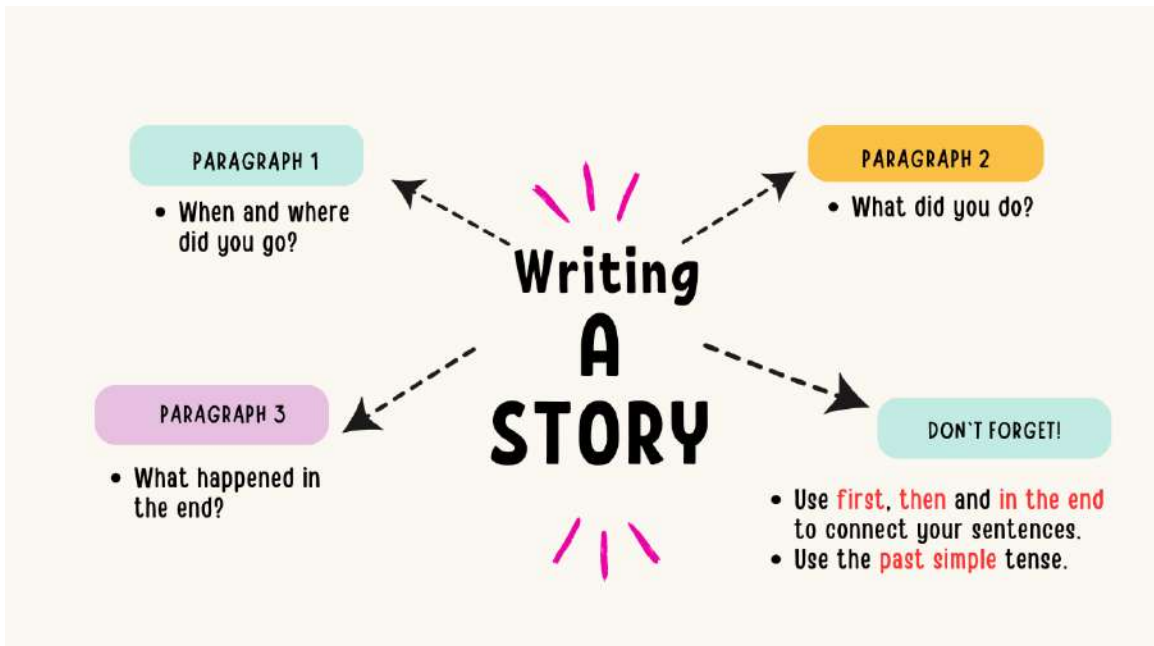 PARAGRAPH 1
• When and where
did you go?
PARAGRAPH 2
• What did you do?
Writing
A
STORY
PARAGRAPH 3
• What happened in
the end?
DON'T FORGET!
• Use first, then and in the end
to connect your sentences.
• Use the past simple tense.